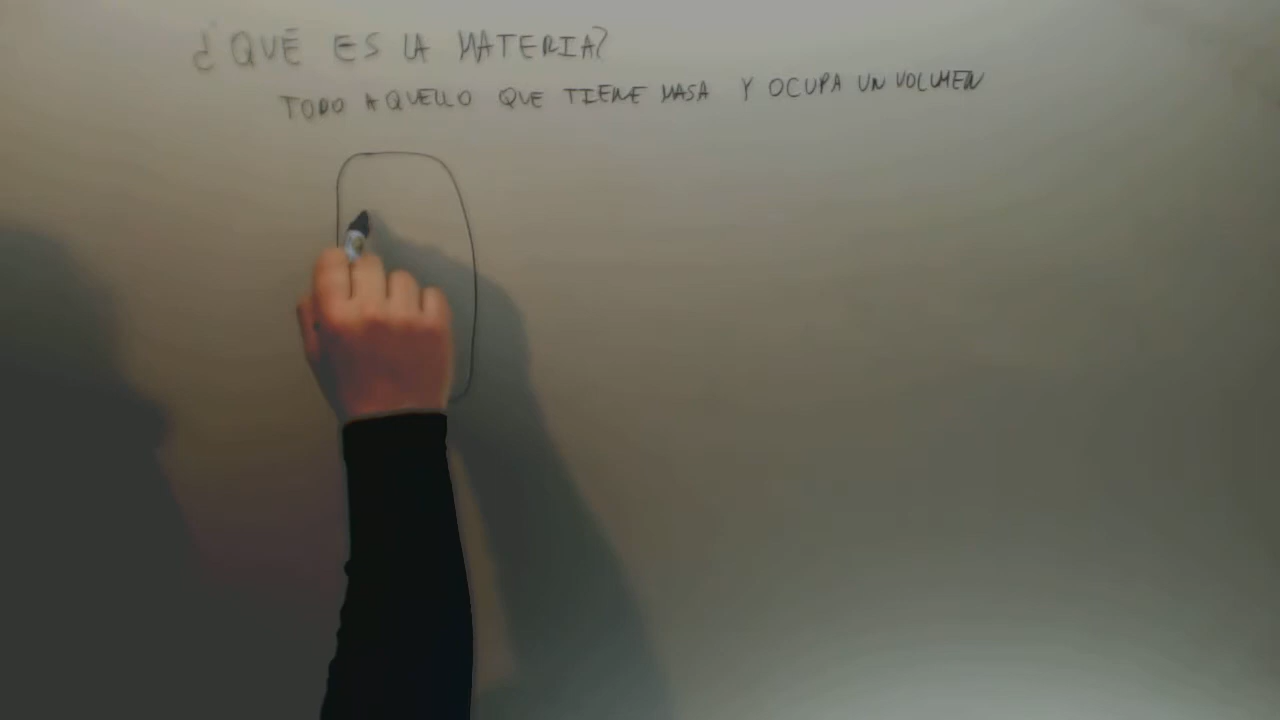 ¿QUÉ ES LA MATERIA?
TODO AQUELLO QUE TIENE MASA Y OCUPA UN VOLUMEN